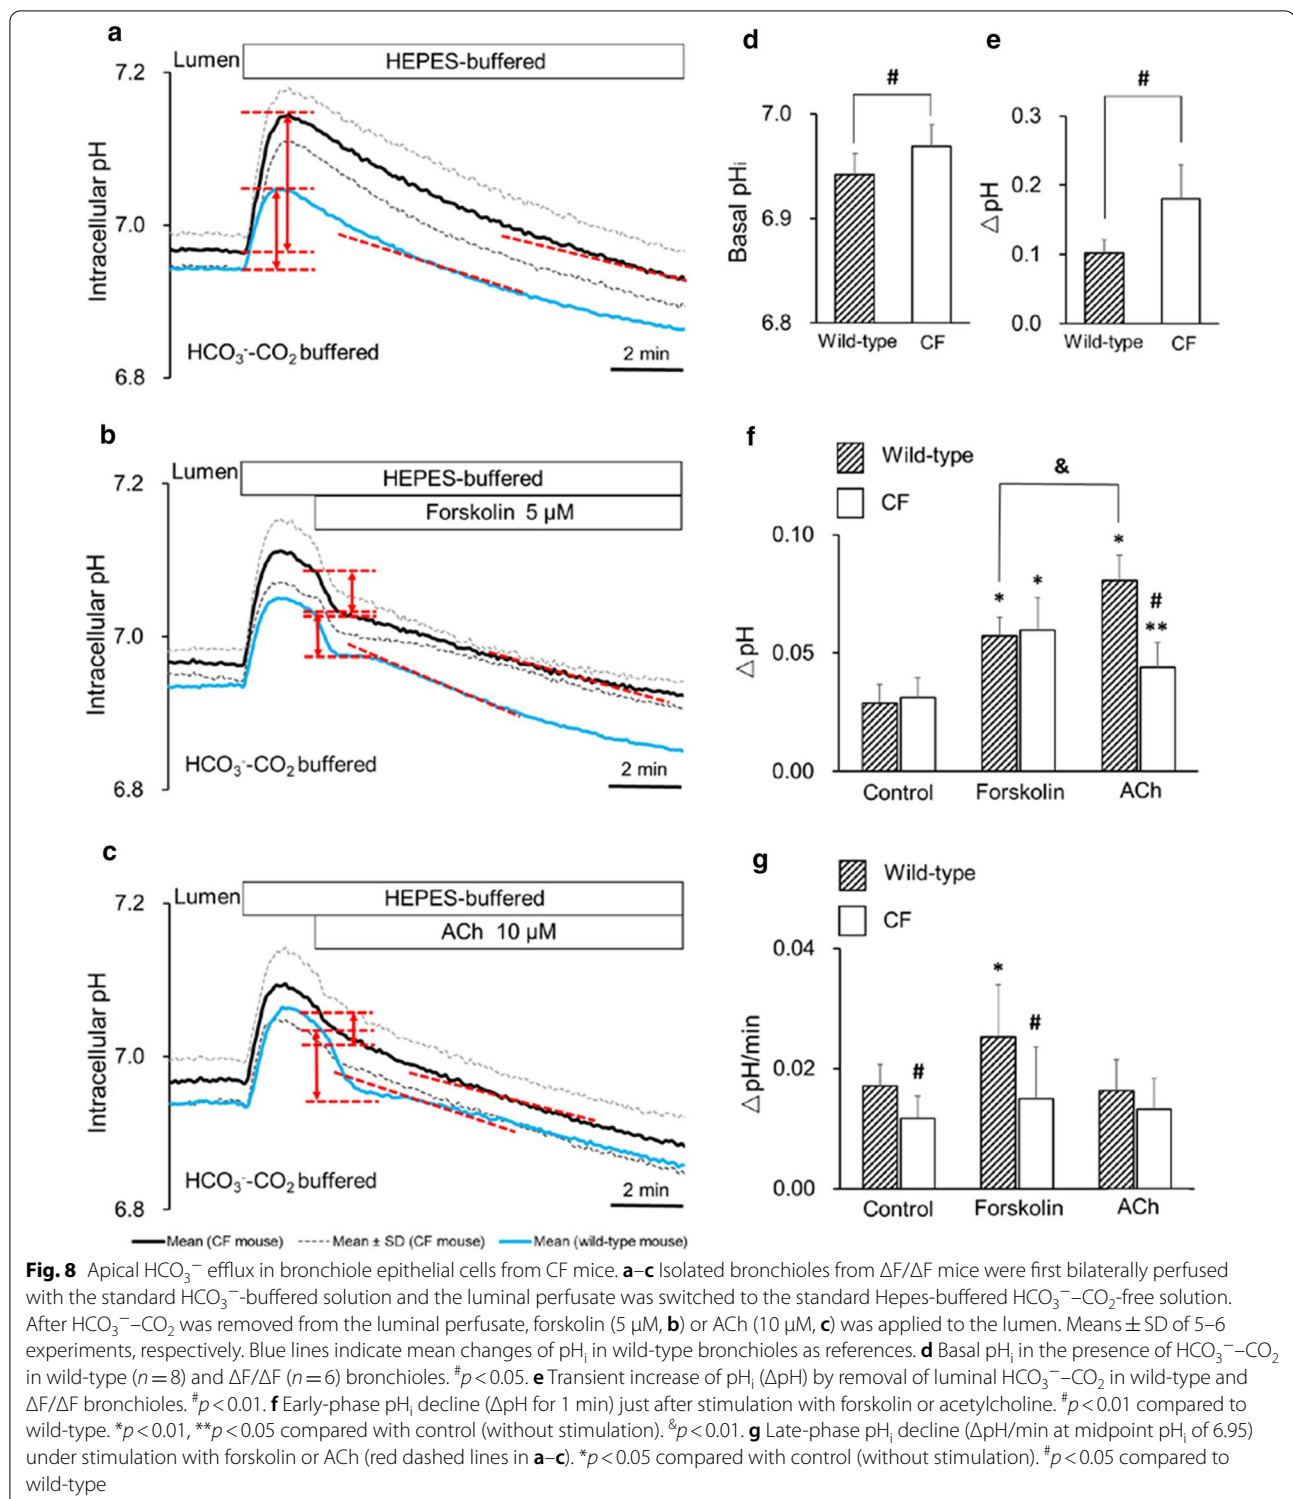 a
Lumen
HEPES-buffered
7.2
7.0
6.8
Intracellular pH
HCO3--CO2 buffered
2 min
b
Lumen
HEPES-buffered
Forskolin 5 μM
7.2
7.0
6.8
Intracellular pH
HCO3--CO2 buffered
2 min
c
Lumen
HEPES-buffered
ACh 10 μM
7.2
7.0
6.8
Intracellular pH
HCO3--CO2 buffered
2 min
Mean (CF mouse) Mean ± SD (CF mouse) Mean (wild-type mouse)
d
#
7.0
6.9
6.8
Basal pHi
Wild-type CF
e
#
0.3
0.2
0.1
0.0
△pH
Wild-type CF
f
Wild-type
CF
&
0.10
0.05
0.00
△pH
*
*
*
#
**
Control Forskolin ACh
g
Wild-type
CF
0.04
0.02
0.00
△pH/min
#
*
#
Control Forskolin ACh
Fig. 8 Apical HCO3− efflux in bronchiole epithelial cells from CF mice. a–c Isolated bronchioles from ΔF/ΔF mice were first bilaterally perfused
with the standard HCO3−-buffered solution and the luminal perfusate was switched to the standard Hepes-buffered HCO3−–CO2-free solution.
After HCO3−–CO2 was removed from the luminal perfusate, forskolin (5 μM, b) or ACh (10 μM, c) was applied to the lumen. Means ± SD of 5–6
experiments, respectively. Blue lines indicate mean changes of pHi in wild-type bronchioles as references. d Basal pHi in the presence of HCO3−–CO2
in wild-type (n = 8) and ΔF/ΔF (n = 6) bronchioles. #p < 0.05. e Transient increase of pHi (ΔpH) by removal of luminal HCO3−–CO2 in wild-type and
ΔF/ΔF bronchioles. #p < 0.01. f Early-phase pHi decline (ΔpH for 1 min) just after stimulation with forskolin or acetylcholine. #p < 0.01 compared to
wild-type. *p < 0.01, **p < 0.05 compared with control (without stimulation). &p < 0.01. g Late-phase pHi decline (ΔpH/min at midpoint pHi of 6.95)
under stimulation with forskolin or ACh (red dashed lines in a–c). *p < 0.05 compared with control (without stimulation). #p < 0.05 compared to
wild-type